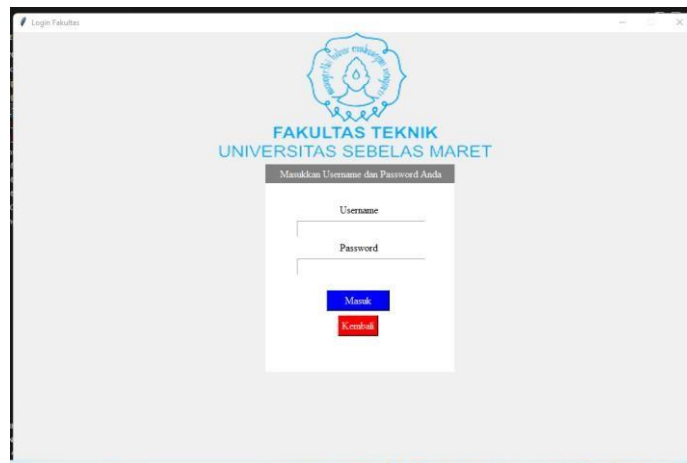 Login Fakultas
FAKULTAS TEKNIK
UNIVERSITAS SEBELAS MARET
Masukkan Username dan Password Anda
Username
Password
Masuk
Kembali